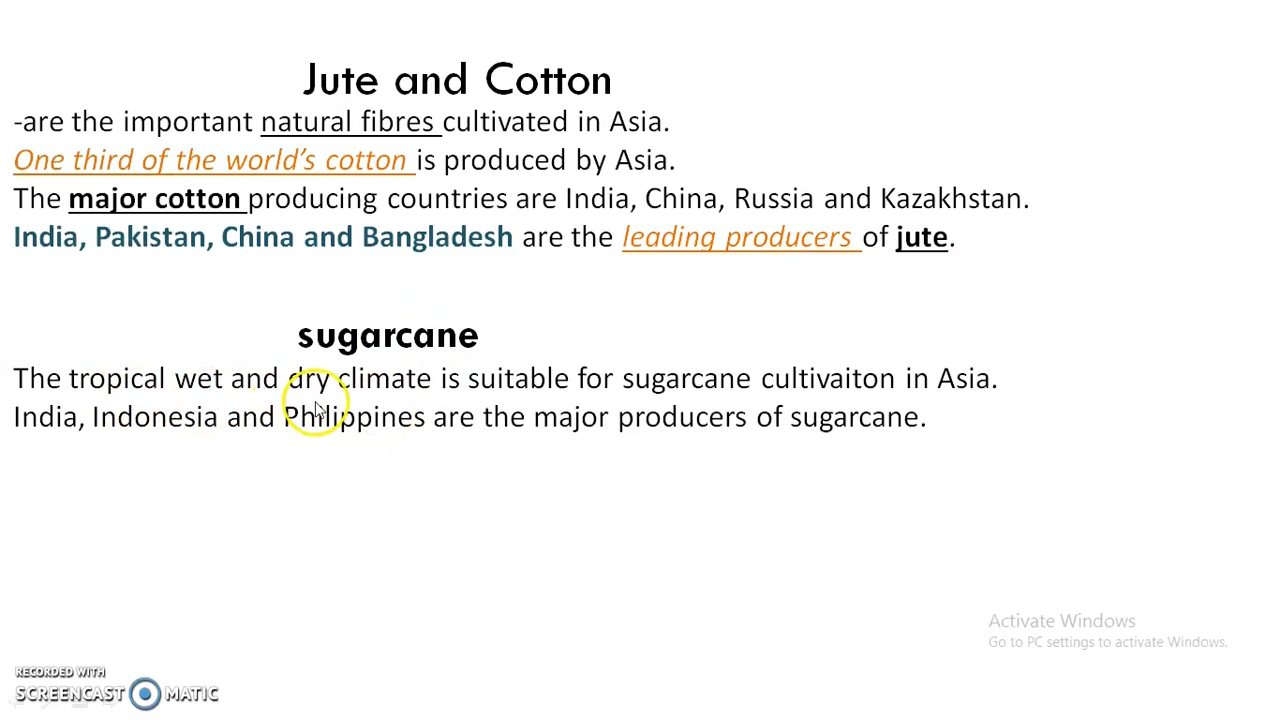 Jute and Cotton
-are the important natural fibres cultivated in Asia.
One third of the world's cotton is produced by Asia.
The major cotton producing countries are India, China, Russia and Kazakhstan.
India, Pakistan, China and Bangladesh are the leading producers of jute.
sugarcane
The tropical wet and dry climate is suitable for sugarcane cultivaiton in Asia.
India, Indonesia and Philippines are the major producers of sugarcane.
Activate Windows
Go to PC settings to activate Windows.
RECORDED WITH
SCREENCAST MATIC